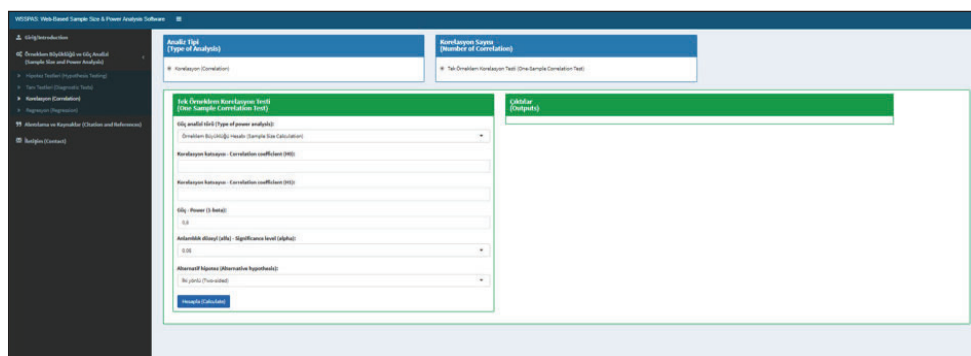 WSSPAS: Web-Based Sample Size & Power Analysis Software
Giriş/Introduction
Örneklem Büyüklüğü ve Güç Analizi
(Sample Size and Power Analysis)
Hipotez Testleri (Hypothesis Testing)
Tanı Testleri (Diagnostic Tests)
Korelasyon (Correlation)
Regresyon (Regression)
Alıntılama ve Kaynaklar (Citation and References)
İletişim (Contact)
Analiz Tipi
(Type of Analysis)
Korelasyon (Correlation)
Korelasyon Sayısı
(Number of Correlation)
Tek Örneklem Korelasyon Testi (One-Sample Correlation Test)
Tek Örneklem Korelasyon Testi
(One Sample Correlation Test)
Güç analizi türü (Type of power analysis):
Örneklem Büyüklüğü Hesabı (Sample Size Calculation)
Korelasyon katsayısı - Correlation coefficient (H0):
Korelasyon katsayısı - Correlation coefficient (H1):
Güç - Power (1-beta):
0.8
Anlamlılık düzeyi (alfa) - Significance level (alpha):
0.05
Alternatif hipotez (Alternative hypothesis):
İki yönlü (Two-sided)
Hesapla (Calculate)
Çıktılar
(Outputs)